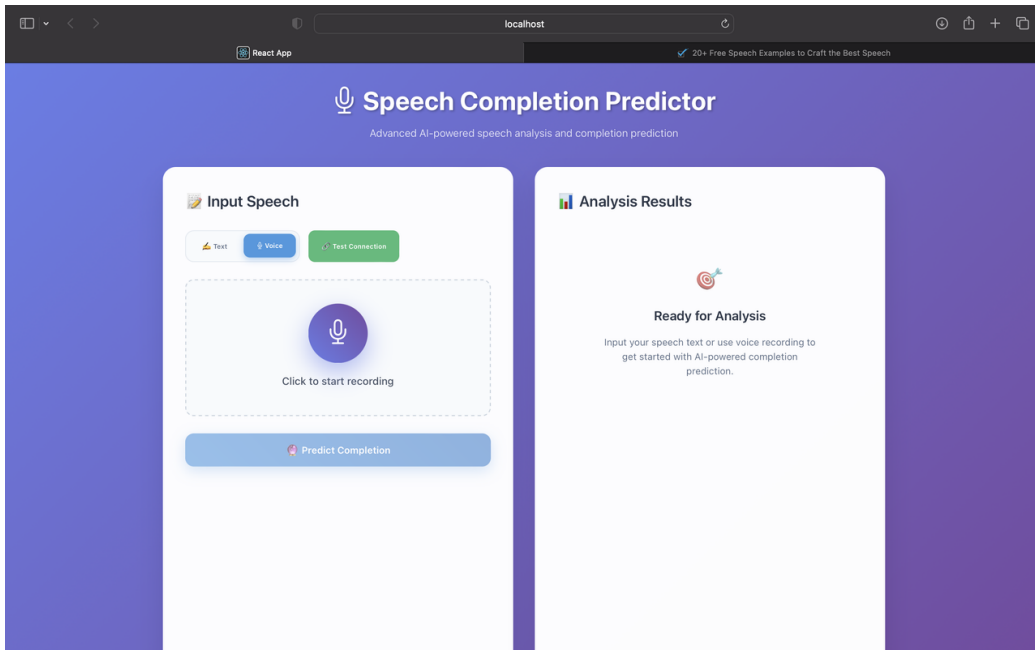 localhost
React App
20+ Free Speech Examples to Craft the Best Speech
Speech Completion Predictor
Advanced AI-powered speech analysis and completion prediction
Input Speech
Text
Voice
Test Connection
Click to start recording
Predict Completion
Analysis Results
Ready for Analysis
Input your speech text or use voice recording to
get started with AI-powered completion
prediction.